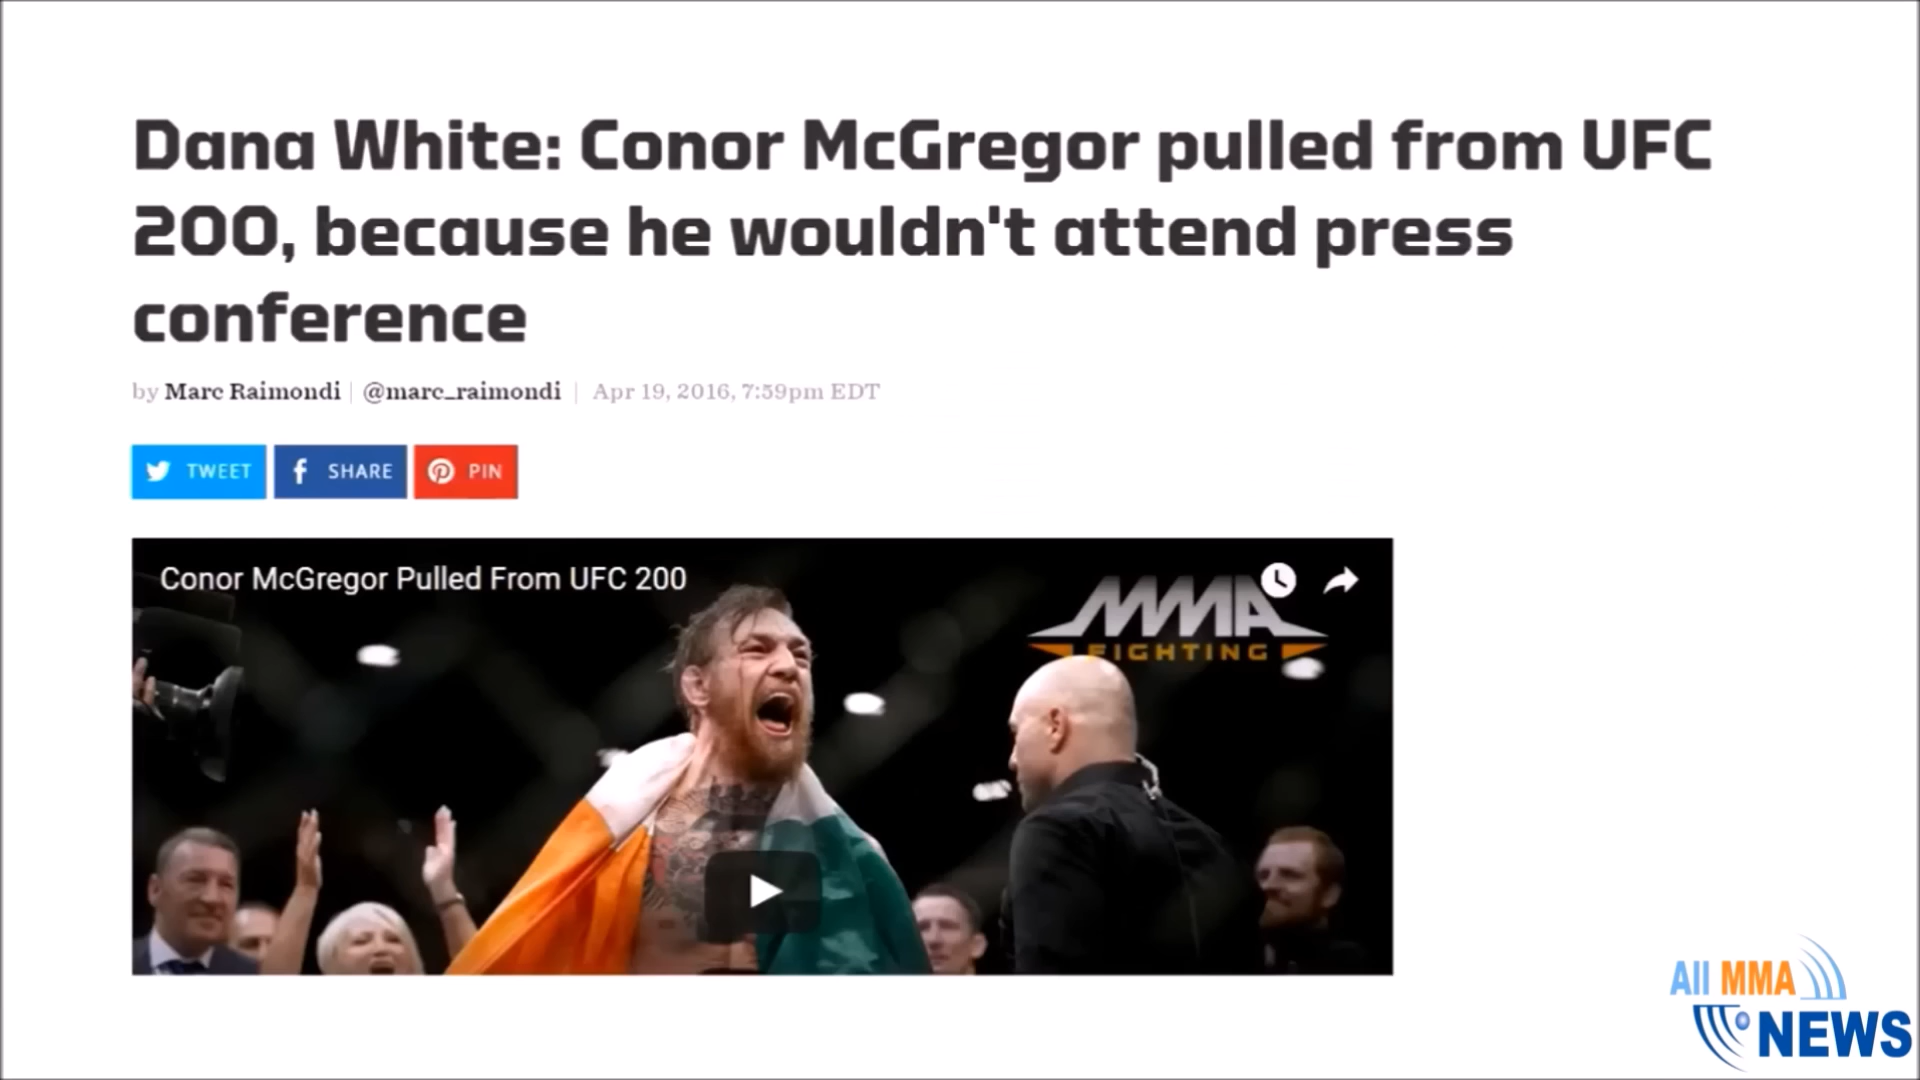 Dana White: Conor McGregor pulled from UFC
200, because he wouldn't attend press
conference
by Marc Raimondi | @marc_raimondi | Apr 19, 2016, 7:59pm EDT
TWEET SHARE PIN
Conor McGregor Pulled From UFC 200
MMA
FIGHTING
All MMA
NEWS